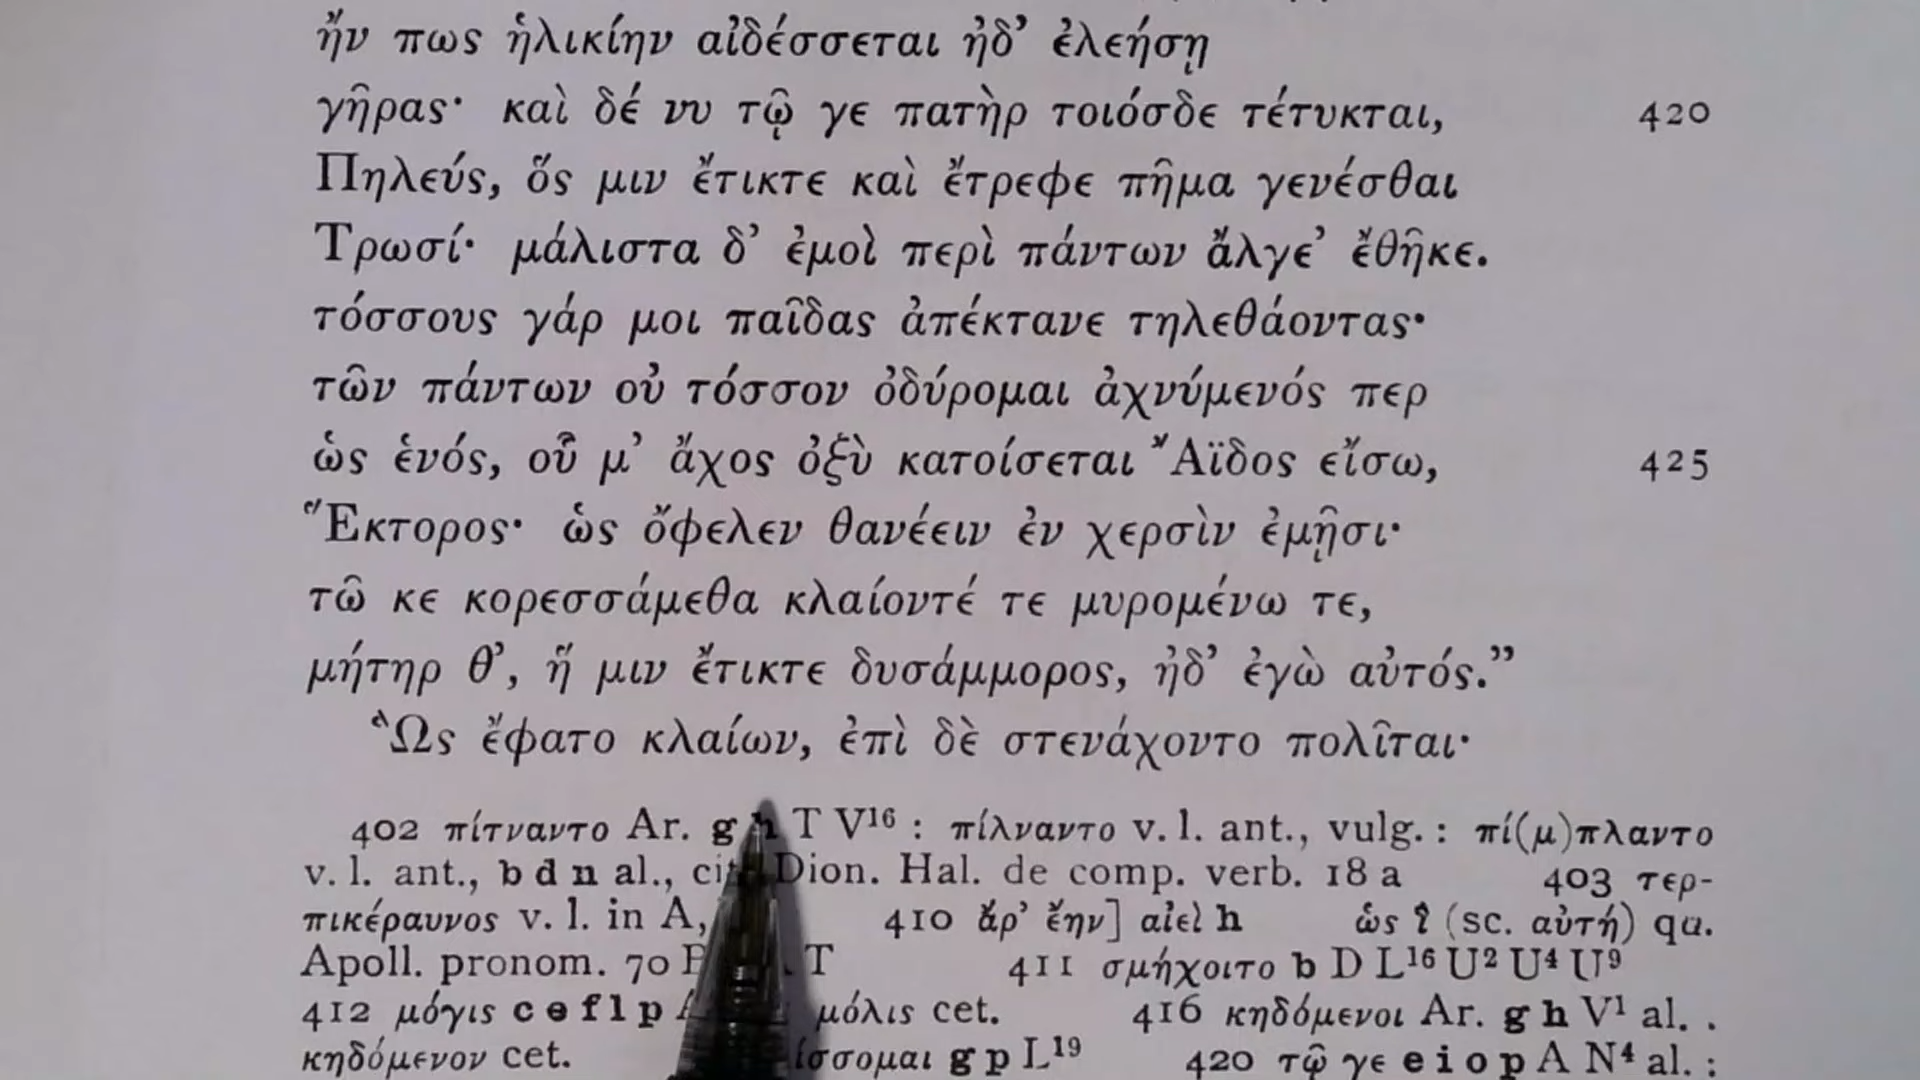 ἤν πως ἡλικίην αἰδέσσεται ἠδ’ ἐλεήσῃ
γῆρας· καὶ δέ νυ τῷ γε πατὴρ τοιόσδε τέτυκται, 420
Πηλεύς, ὅς μιν ἔτικτε καὶ ἔτρεφε πῆμα γενέσθαι
Τρωσί· μάλιστα δ’ ἐμοὶ περὶ πάντων ἄλγε’ ἔθηκε.
τόσσους γάρ μοι παῖδας ἀπέκτανε τηλεθάοντας·
τῶν πάντων οὐ τόσσον ὀδύρομαι ἀχνύμενός περ
ὡς ἑνός, οὗ μ’ ἄχος ὀξὺ κατοίσεται Ἄϊδος εἴσω, 425
Ἕκτορος· ὡς ὄφελεν θανέειν ἐν χερσὶν ἐμῇσι·
τῶ κε κορεσσάμεθα κλαίοντέ τε μυρομένω τε,
μήτηρ θ’, ἥ μιν ἔτικτε δυσάμμορος, ἠδ’ ἐγὼ αὐτός.”
Ὣς ἔφατο κλαίων, ἐπὶ δὲ στενάχοντο πολῖται·
402 πίτναντο Ar. g h T V¹⁶ : πίλναντο v. l. ant., vulg. : πί(μ)πλαντο
v. l. ant., b d n al., cit. Dion. Hal. de comp. verb. 18 a 403 τερ-
πικέραυνος v. l. in A, 410 ἄρ’ ἔην] αἰεὶ h ὡς ἷ (sc. αὐτή) qu.
Apoll. pronom. 70 T 411 σμήχοιτο b D L¹⁶ U² U⁴ U⁹
412 μόγις c e f l p μόλις cet. 416 κηδόμενοι Ar. g h V¹ al. .
κηδόμενον cet. g p L¹⁹ 420 τῷ γε e i o p A N⁴ al. :